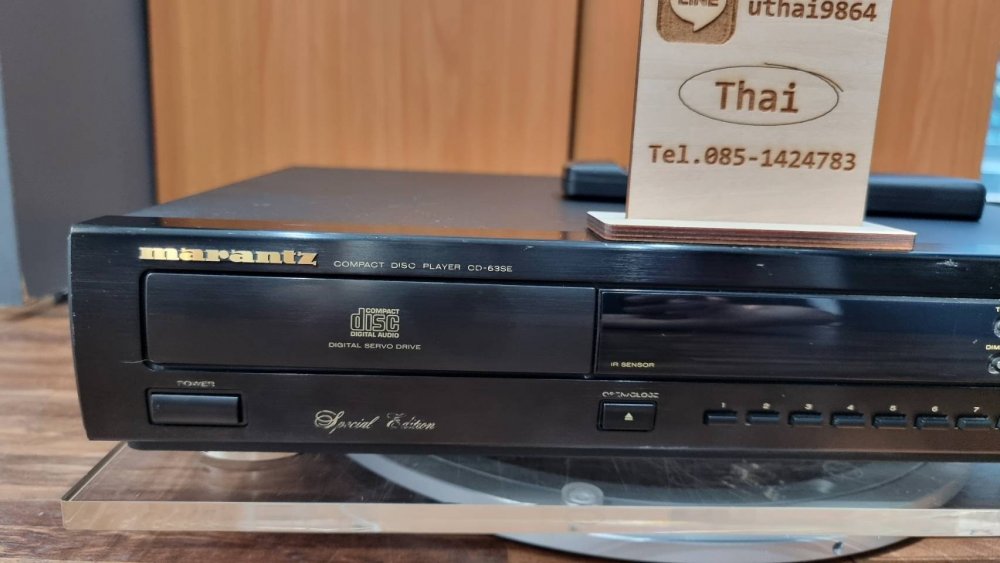 LINE
uthai9864
Thai
Tel.085-1424783
marantz COMPACT DISC PLAYER CD-63SE
COMPACT
disc
DIGITAL AUDIO
DIGITAL SERVO DRIVE
IR SENSOR
POWER
Special Edition
OPEN/CLOSE
1 2 3 4 5 6 7